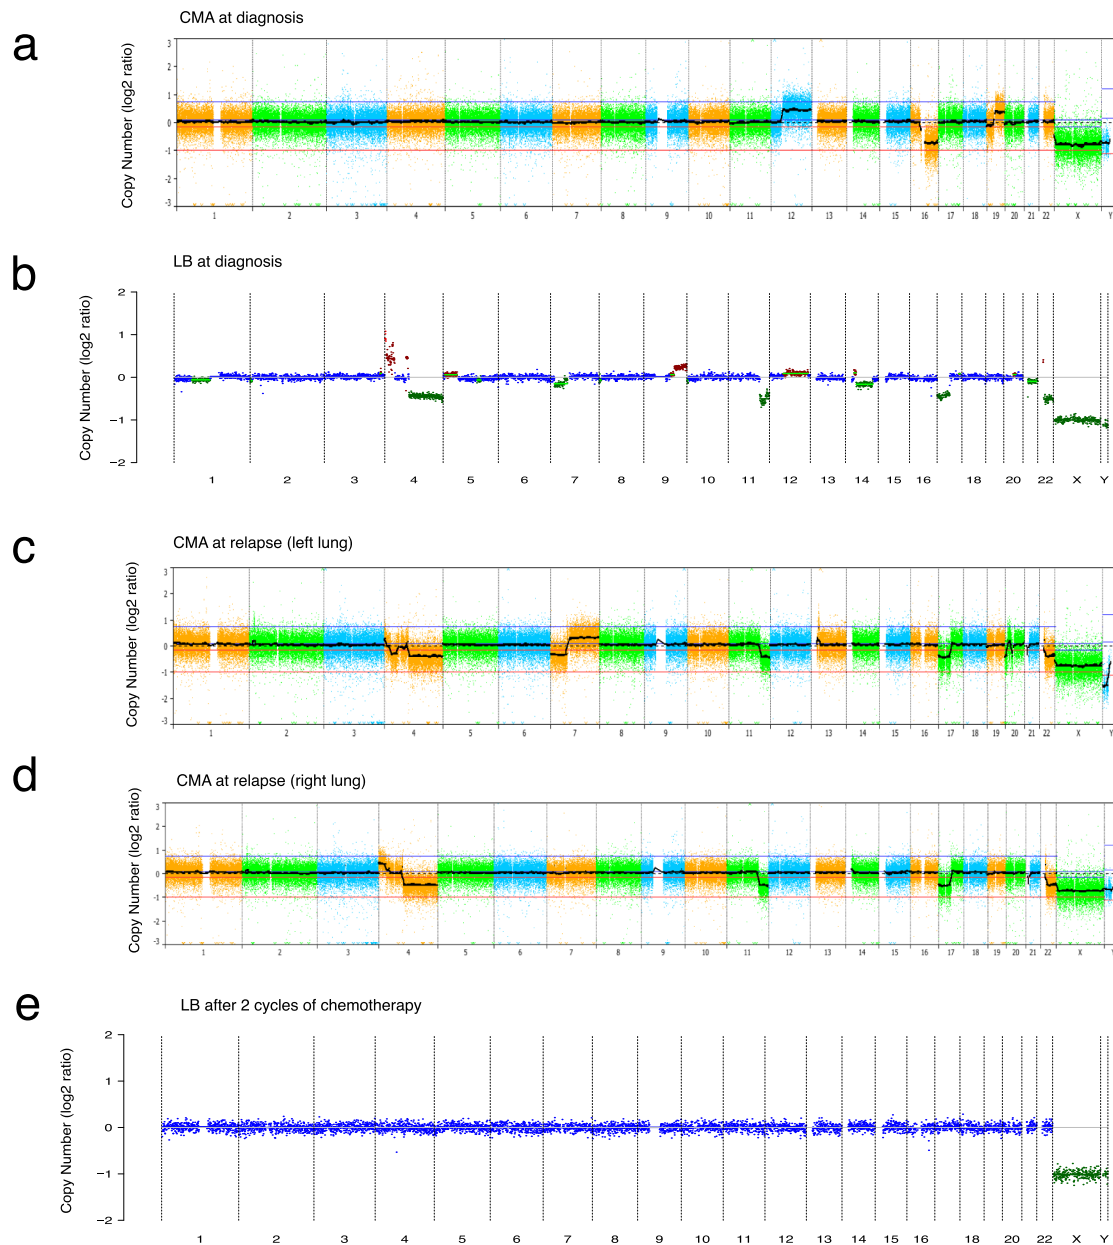 a
CMA at diagnosis
Copy Number (log2 ratio)
3
2
1
0
-1
-2
-3
1 2 3 4 5 6 7 8 9 10 11 12 13 14 15 16 17 18 19 20 21 22 X Y
b
LB at diagnosis
Copy Number (log2 ratio)
2
1
0
−1
−2
1 2 3 4 5 6 7 8 9 10 11 12 13 14 15 16 18 20 22 X Y
c
CMA at relapse (left lung)
Copy Number (log2 ratio)
3
2
1
0
-1
-2
-3
1 2 3 4 5 6 7 8 9 10 11 12 13 14 15 16 17 18 19 20 21 22 X Y
d
CMA at relapse (right lung)
Copy Number (log2 ratio)
3
2
1
0
-1
-2
-3
1 2 3 4 5 6 7 8 9 10 11 12 13 14 15 16 17 18 19 20 21 22 X Y
e
LB after 2 cycles of chemotherapy
Copy Number (log2 ratio)
2
1
0
−1
−2
1 2 3 4 5 6 7 8 9 10 11 12 13 14 15 16 18 20 22 X Y